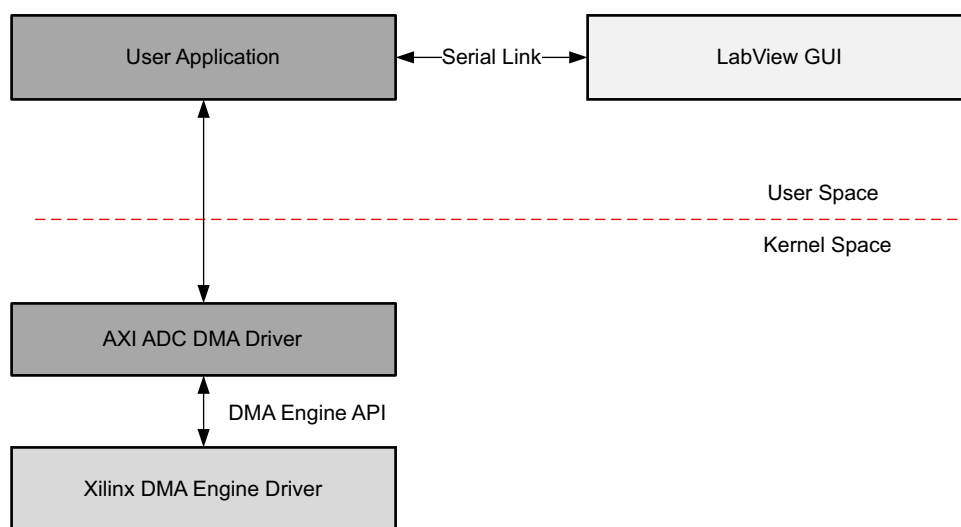 User Application
Serial Link
LabView GUI
User Space
Kernel Space
AXI ADC DMA Driver
DMA Engine API
Xilinx DMA Engine Driver